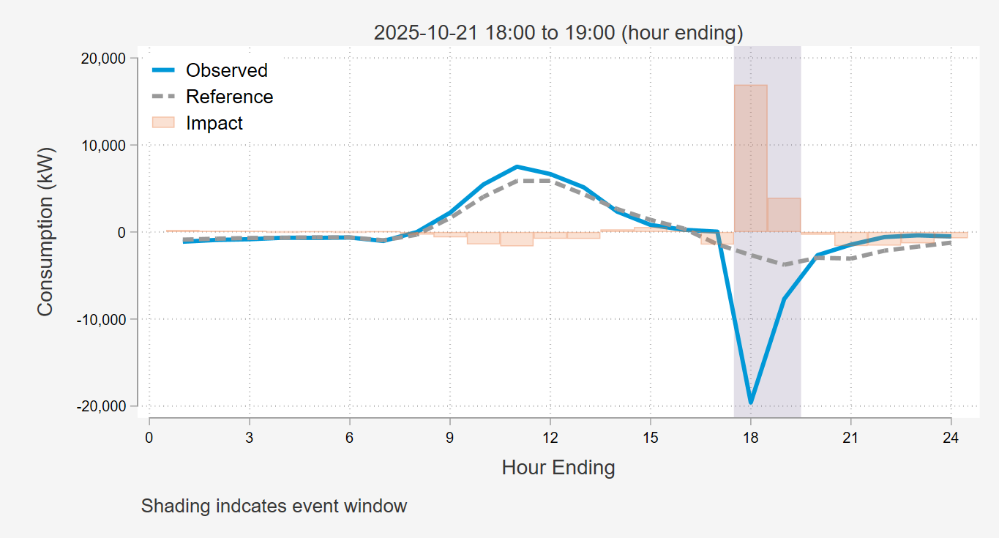 2025-10-21 18:00 to 19:00 (hour ending)
Observed
Reference
Impact
Consumption (kW)
20,000
10,000
0
-10,000
-20,000
0 3 6 9 12 15 18 21 24
Hour Ending
Shading indcates event window